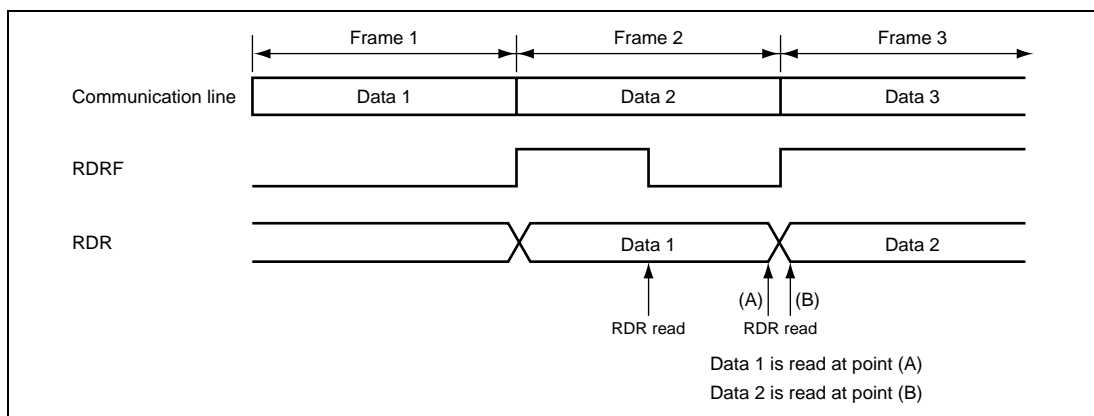 Frame 1 Frame 2 Frame 3
Communication line Data 1 Data 2 Data 3
RDRF
RDR Data 1 Data 2
(A) (B)
RDR read RDR read
Data 1 is read at point (A)
Data 2 is read at point (B)